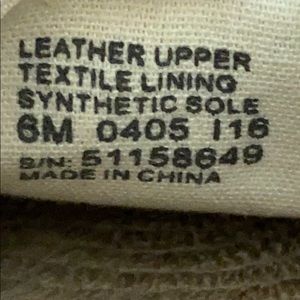 LEATHER UPPER
TEXTILE LINING
SYNTHETIC SOLE
6M 0405 I16
S/N: 51158649
MADE IN CHINA